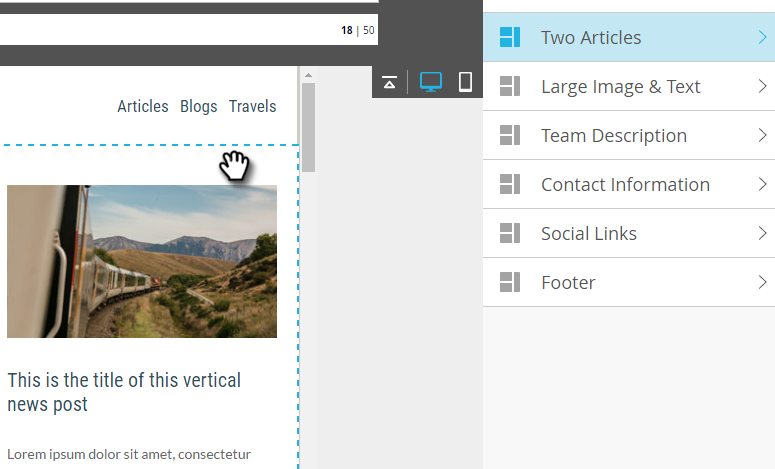 18 | 50
Articles Blogs Travels
This is the title of this vertical
news post
Lorem ipsum dolor sit amet, consectetur
Two Articles
Large Image & Text
Team Description
Contact Information
Social Links
Footer